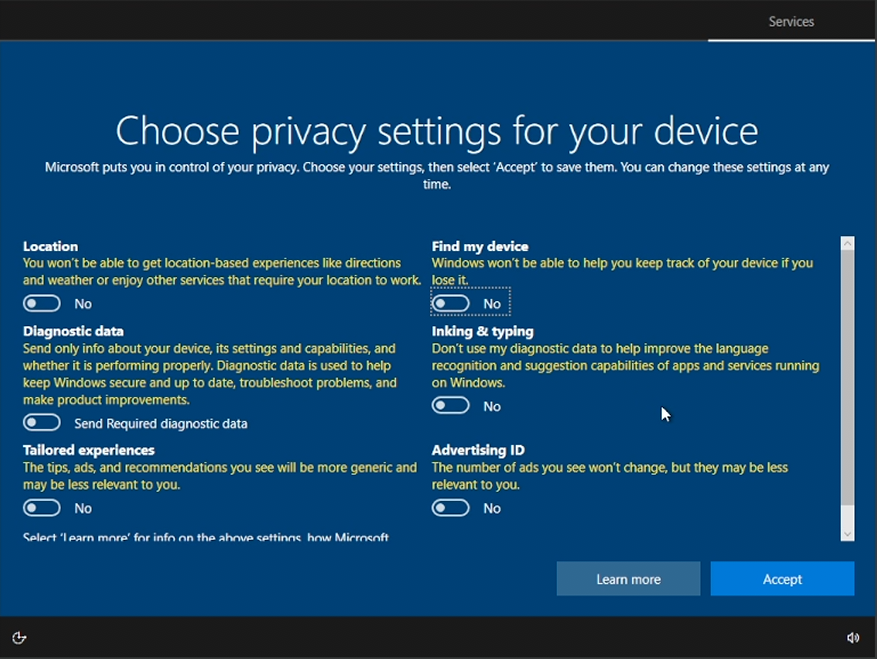 Services
Choose privacy settings for your device
Microsoft puts you in control of your privacy. Choose your settings, then select ‘Accept’ to save them. You can change these settings at any
time.
Location
You won’t be able to get location-based experiences like directions
and weather or enjoy other services that require your location to work.
No
Find my device
Windows won’t be able to help you keep track of your device if you
lose it.
No
Diagnostic data
Send only info about your device, its settings and capabilities, and
whether it is performing properly. Diagnostic data is used to help
keep Windows secure and up to date, troubleshoot problems, and
make product improvements.
Send Required diagnostic data
Inking & typing
Don’t use my diagnostic data to help improve the language
recognition and suggestion capabilities of apps and services running
on Windows.
No
Tailored experiences
The tips, ads, and recommendations you see will be more generic and
may be less relevant to you.
No
Advertising ID
The number of ads you see won’t change, but they may be less
relevant to you.
No
Select ‘Learn more’ for info on the above settings, how Microsoft
Learn more
Accept